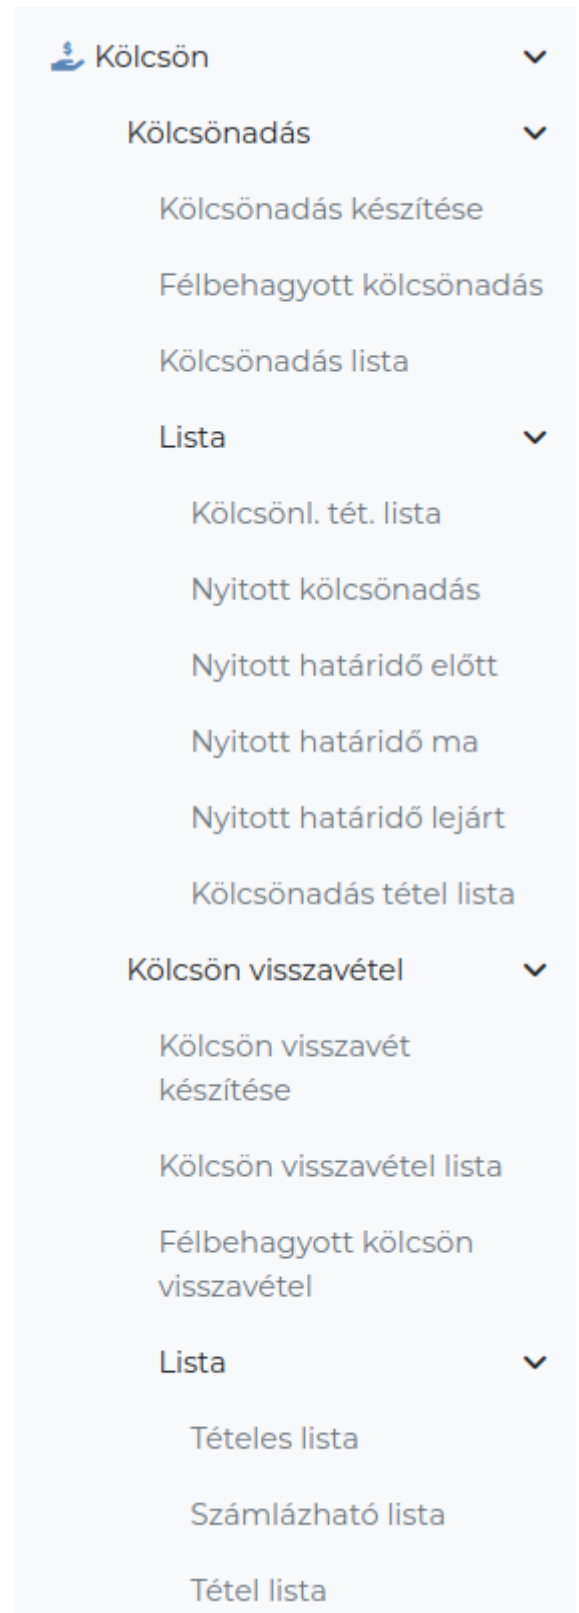 Kölcsön
Kölcsönadás
Kölcsönadás készítése
Félbehagyott kölcsönadás
Kölcsönadás lista
Lista
Kölcsönl. tét. lista
Nyitott kölcsönadás
Nyitott határidő előtt
Nyitott határidő ma
Nyitott határidő lejárt
Kölcsönadás tétel lista
Kölcsön visszavétel
Kölcsön visszavét
készítése
Kölcsön visszavétel lista
Félbehagyott kölcsön
visszavétel
Lista
Tételes lista
Számlázható lista
Tétel lista